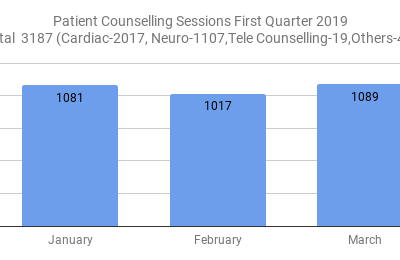 Patient Counselling Sessions First Quarter 2019
3187 (Cardiac-2017, Neuro-1107,Tele Counselling-19,Others-4
1081
1017
1089
January
February
March